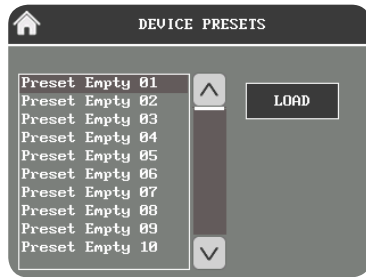 DEVICE PRESETS
Preset Empty 01
Preset Empty 02
Preset Empty 03
Preset Empty 04
Preset Empty 05
Preset Empty 06
Preset Empty 07
Preset Empty 08
Preset Empty 09
Preset Empty 10
LOAD